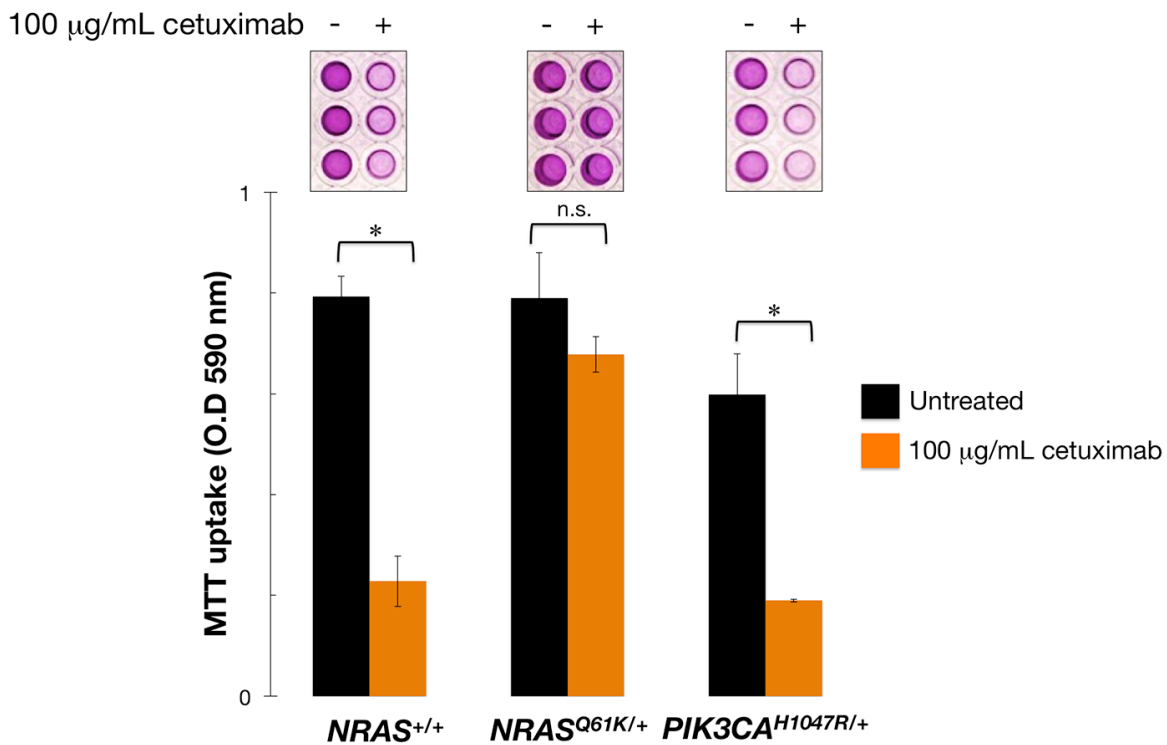 100 μg/mL cetuximab - + - + - +
1
* n.s. *
MTT uptake (O.D 590 nm)
Untreated
100 μg/mL cetuximab
0
NRAS+/+ NRASQ61K/+ PIK3CAH1047R/+